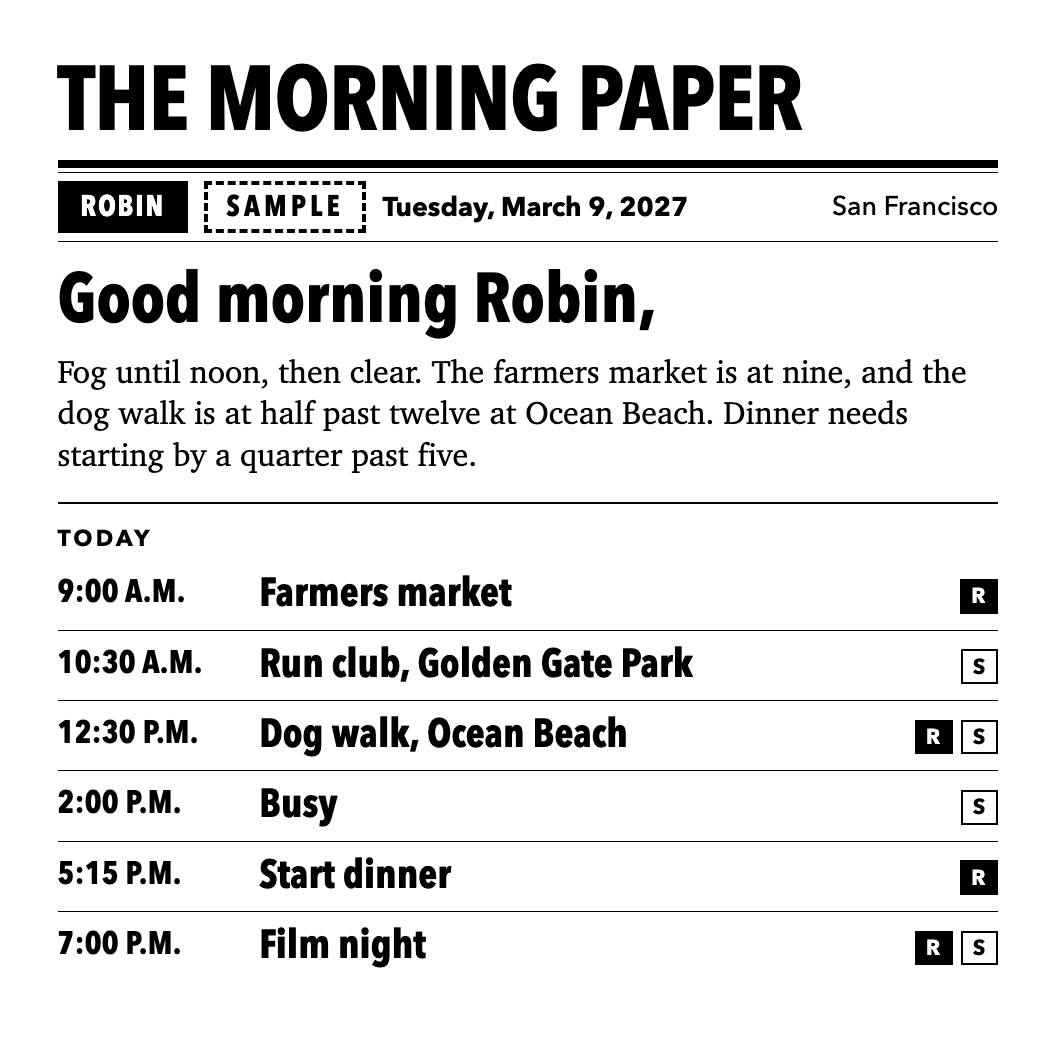 THE MORNING PAPER
ROBIN SAMPLE Tuesday, March 9, 2027 San Francisco
Good morning Robin,
Fog until noon, then clear. The farmers market is at nine, and the
dog walk is at half past twelve at Ocean Beach. Dinner needs
starting by a quarter past five.
TODAY
9:00 A.M. Farmers market R
10:30 A.M. Run club, Golden Gate Park S
12:30 P.M. Dog walk, Ocean Beach R S
2:00 P.M. Busy S
5:15 P.M. Start dinner R
7:00 P.M. Film night R S